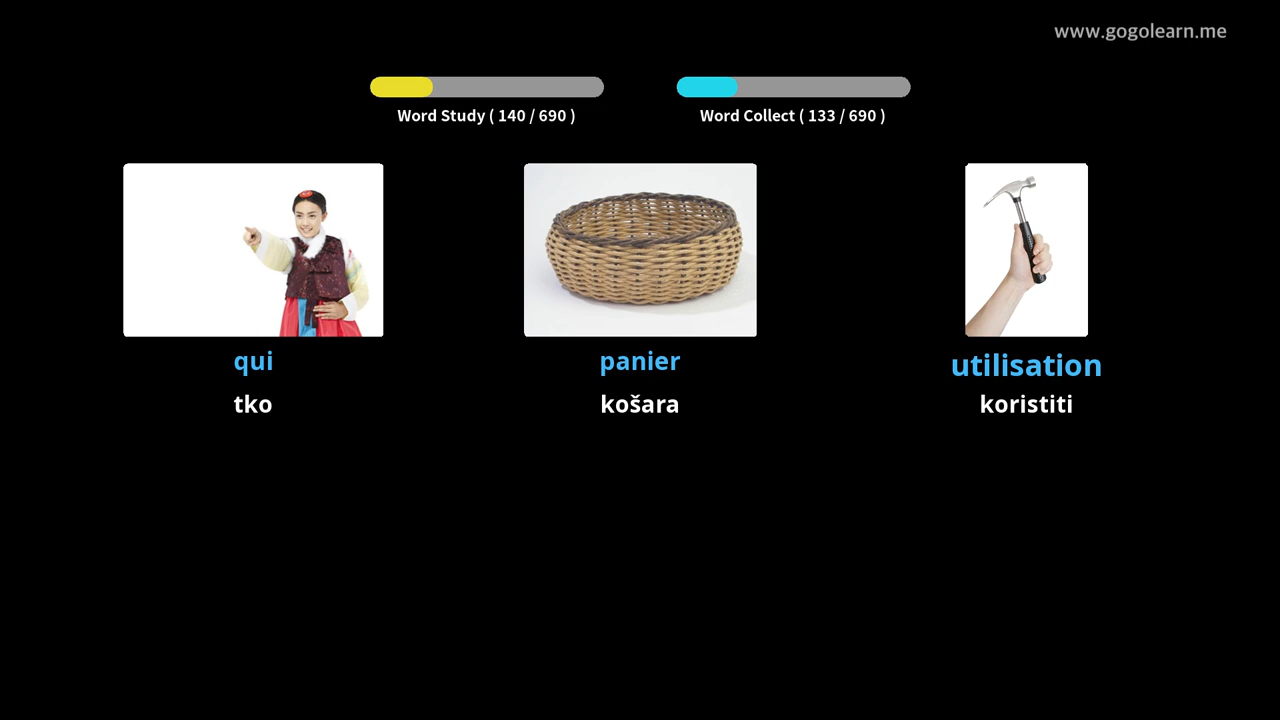 www.gogolearn.me
Word Study ( 140 / 690 )
Word Collect ( 133 / 690 )
qui
panier
utilisation
tko
košara
koristiti